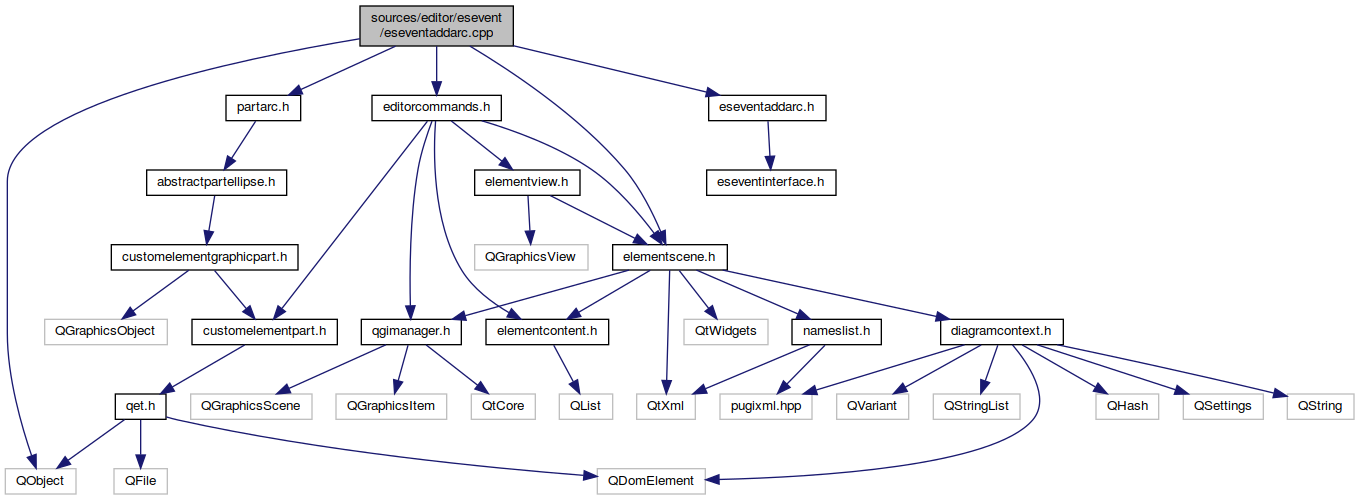 sources/editor/esevent
/eseventaddarc.cpp
partarc.h
editorcommands.h
eseventaddarc.h
abstractpartellipse.h
elementview.h
eseventinterface.h
customelementgraphicpart.h
QGraphicsView
elementscene.h
QGraphicsObject
customelementpart.h
qgimanager.h
elementcontent.h
QtWidgets
nameslist.h
diagramcontext.h
qet.h
QGraphicsScene
QGraphicsItem
QtCore
QList
QtXml
pugixml.hpp
QVariant
QStringList
QHash
QSettings
QString
QObject
QFile
QDomElement